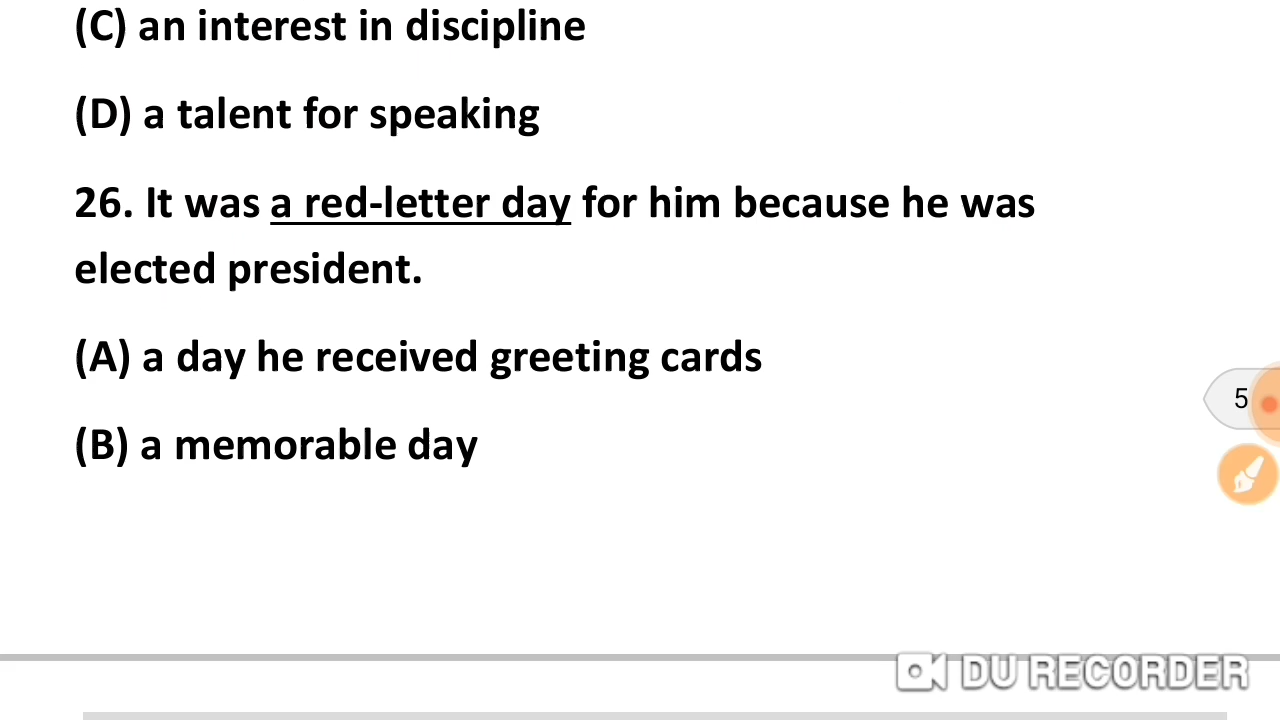 (C) an interest in discipline
(D) a talent for speaking
26. It was a red-letter day for him because he was
elected president.
(A) a day he received greeting cards
5
(B) a memorable day
DU RECORDER